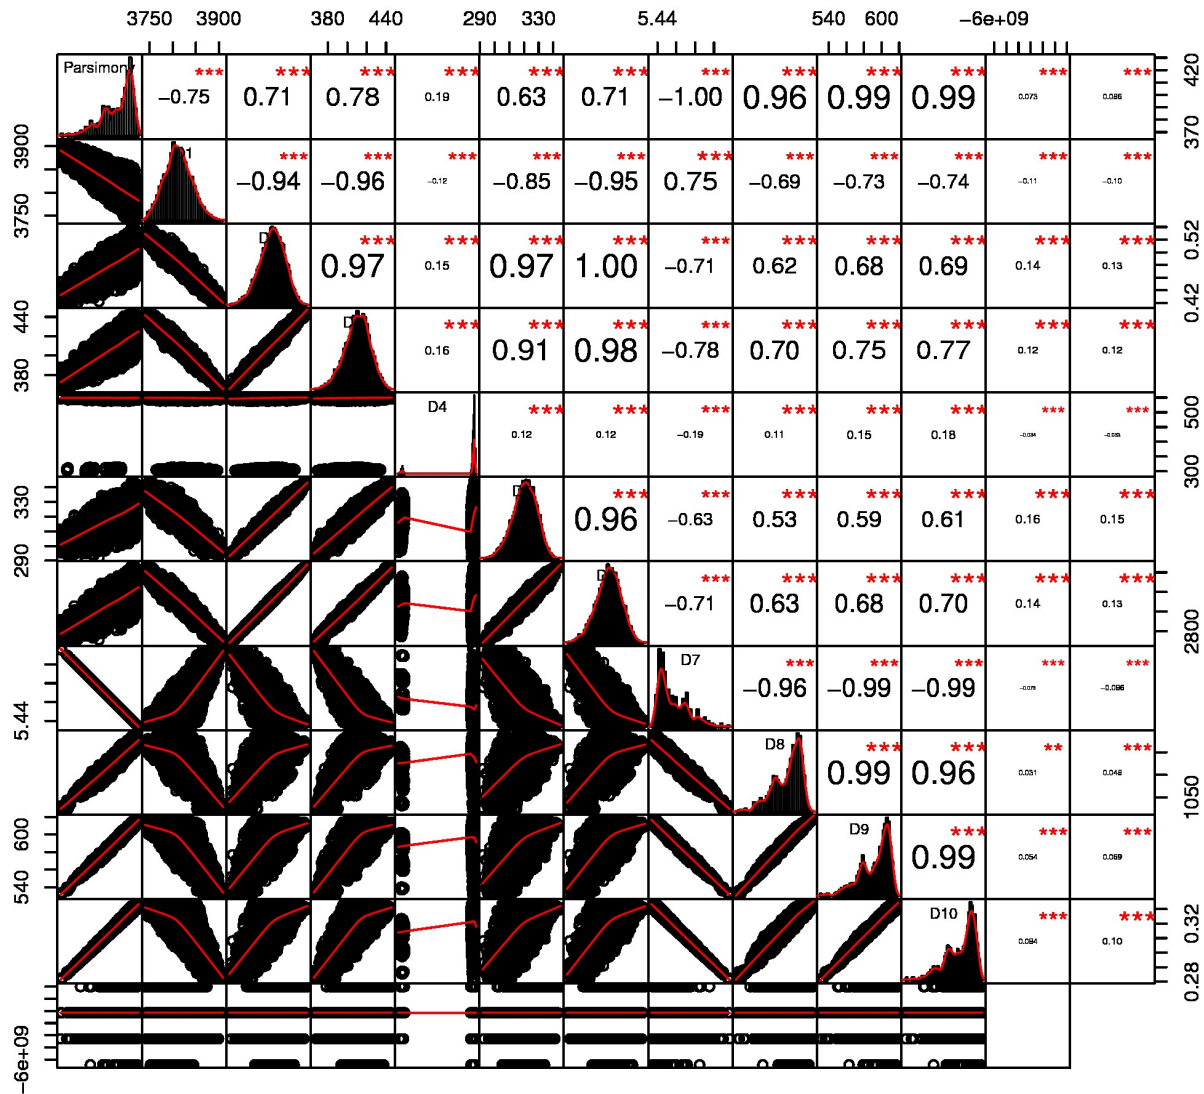 3750 3900 380 440 290 330 5.44 540 600 −6e+09
Parsimony *** *** *** *** *** *** *** *** *** *** *** ***
−0.75 0.71 0.78 0.19 0.63 0.71 −1.00 0.96 0.99 0.99 0.073 0.086
370 420
3750 3900
*** *** *** *** *** *** *** *** *** *** ***
−0.94 −0.96 −0.12 −0.85 −0.95 0.75 −0.69 −0.73 −0.74 −0.11 −0.10
D *** *** *** *** *** *** *** *** *** ***
0.97 0.15 0.97 1.00 −0.71 0.62 0.68 0.69 0.14 0.13
0.42 0.52
380 440
D *** *** *** *** *** *** *** *** ***
0.16 0.91 0.98 −0.78 0.70 0.75 0.77 0.12 0.12
D4 *** *** *** *** *** *** *** ***
0.12 0.12 −0.19 0.11 0.15 0.18
300 500
290 330
D *** *** *** *** *** *** ***
0.96 −0.63 0.53 0.59 0.61 0.16 0.15
D *** *** *** *** *** ***
−0.71 0.63 0.68 0.70 0.14 0.13
2800
5.44
D7 *** *** *** *** ***
−0.96 −0.99 −0.99 −0.086
D8 *** *** ** ***
0.99 0.96 0.031 0.048
1050
540 600
D9 *** *** ***
0.99 0.054 0.069
D10 *** ***
0.084 0.10
0.28 0.32
−6e+09